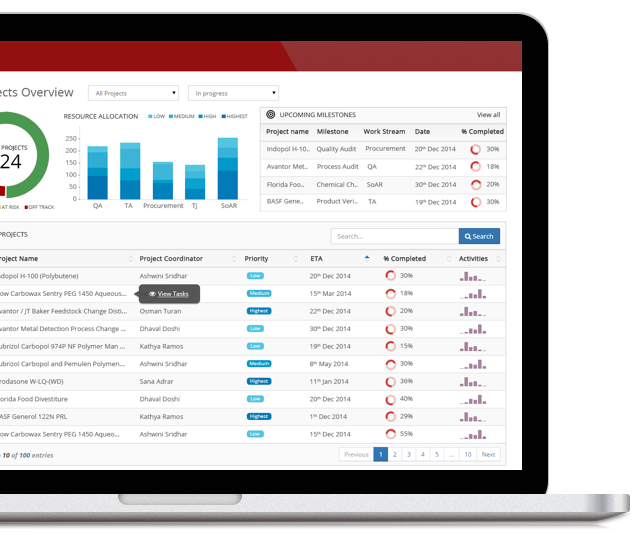 ects Overview
All Projects
In progress
PROJECTS
24
AT RISK OFF TRACK
RESOURCE ALLOCATION
LOW MEDIUM HIGH HIGHEST
250
200
150
100
50
0
QA TA Procurement TJ SoAR
UPCOMING MILESTONES View all
Project name Milestone Work Stream Date % Completed
Indopol H-10.. Quality Audit Procurement 20th Dec 2014 30%
Avantor Met.. Process Audit QA 22th Dec 2014 18%
Florida Foo.. Chemical Ch.. SoAR 30th Dec 2014 20%
BASF Gene.. Product Veri.. TA 19th Dec 2014 30%
PROJECTS
Search... Search
roject Name Project Coordinator Priority ETA % Completed Activities
ndopol H-100 (Polybutene) Ashwini Sridhar Low 20th Dec 2014 30%
ow Carbowax Sentry PEG 1450 Aqueous... View Tasks Medium 15th Mar 2014 18%
vantor / JT Baker Feedstock Change Disti... Osman Turan Highest 22th Dec 2014 20%
vantor Metal Detection Process Change ... Dhaval Doshi Low 30th Dec 2014 30%
ubrizol Carbopol 974P NF Polymer Man ... Kathya Ramos Low 19th Dec 2014 15%
ubrizol Carbopol and Pemulen Polymen... Ashwini Sridhar Medium 8th May 2014 30%
rodasone W-LQ-(WD) Sana Adrar Highest 11th Jan 2014 36%
orida Food Divestiture Dhaval Doshi Low 20th Dec 2014 40%
ASF Generol 122N PRL Kathya Ramos Highest 1th Dec 2014 29%
ow Carbowax Sentry PEG 1450 Aqueo... Ashwini Sridhar Low 15th Dec 2014 55%
10 of 100 entries
Previous 1 2 3 4 5 ... 10 Next